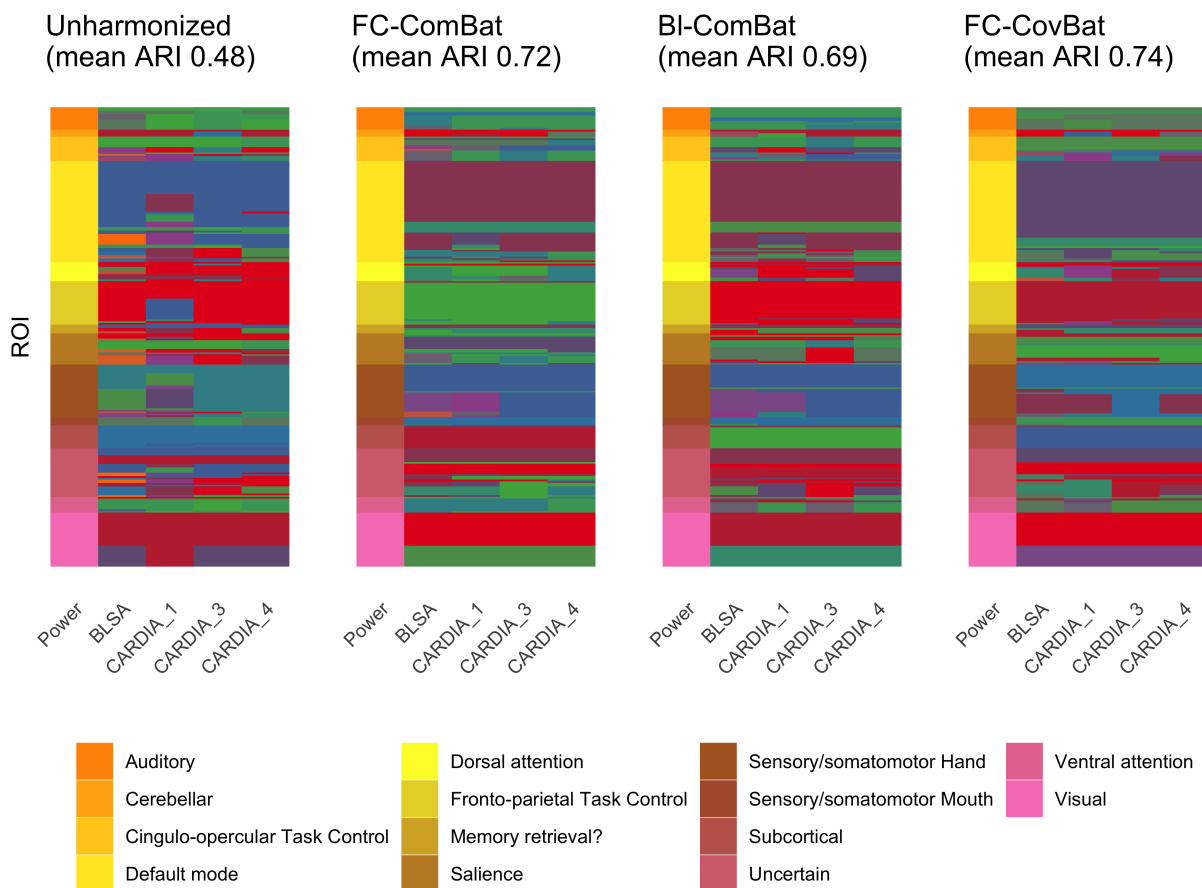 Unharmonized
(mean ARI 0.48)
FC-ComBat
(mean ARI 0.72)
Bl-ComBat
(mean ARI 0.69)
FC-CovBat
(mean ARI 0.74)
ROI
Power
BLSA
CARDIA_1
CARDIA_3
CARDIA_4
Power
BLSA
CARDIA_1
CARDIA_3
CARDIA_4
Power
BLSA
CARDIA_1
CARDIA_3
CARDIA_4
Power
BLSA
CARDIA_1
CARDIA_3
CARDIA_4
Auditory
Cerebellar
Cingulo-opercular Task Control
Default mode
Dorsal attention
Fronto-parietal Task Control
Memory retrieval?
Salience
Sensory/somatomotor Hand
Sensory/somatomotor Mouth
Subcortical
Uncertain
Ventral attention
Visual